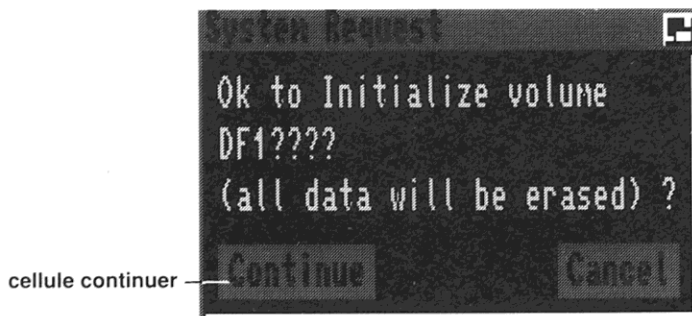 System Request
Ok to Initialize volume
DF1????
(all data will be erased) ?
cellule continuer
Continue Cancel